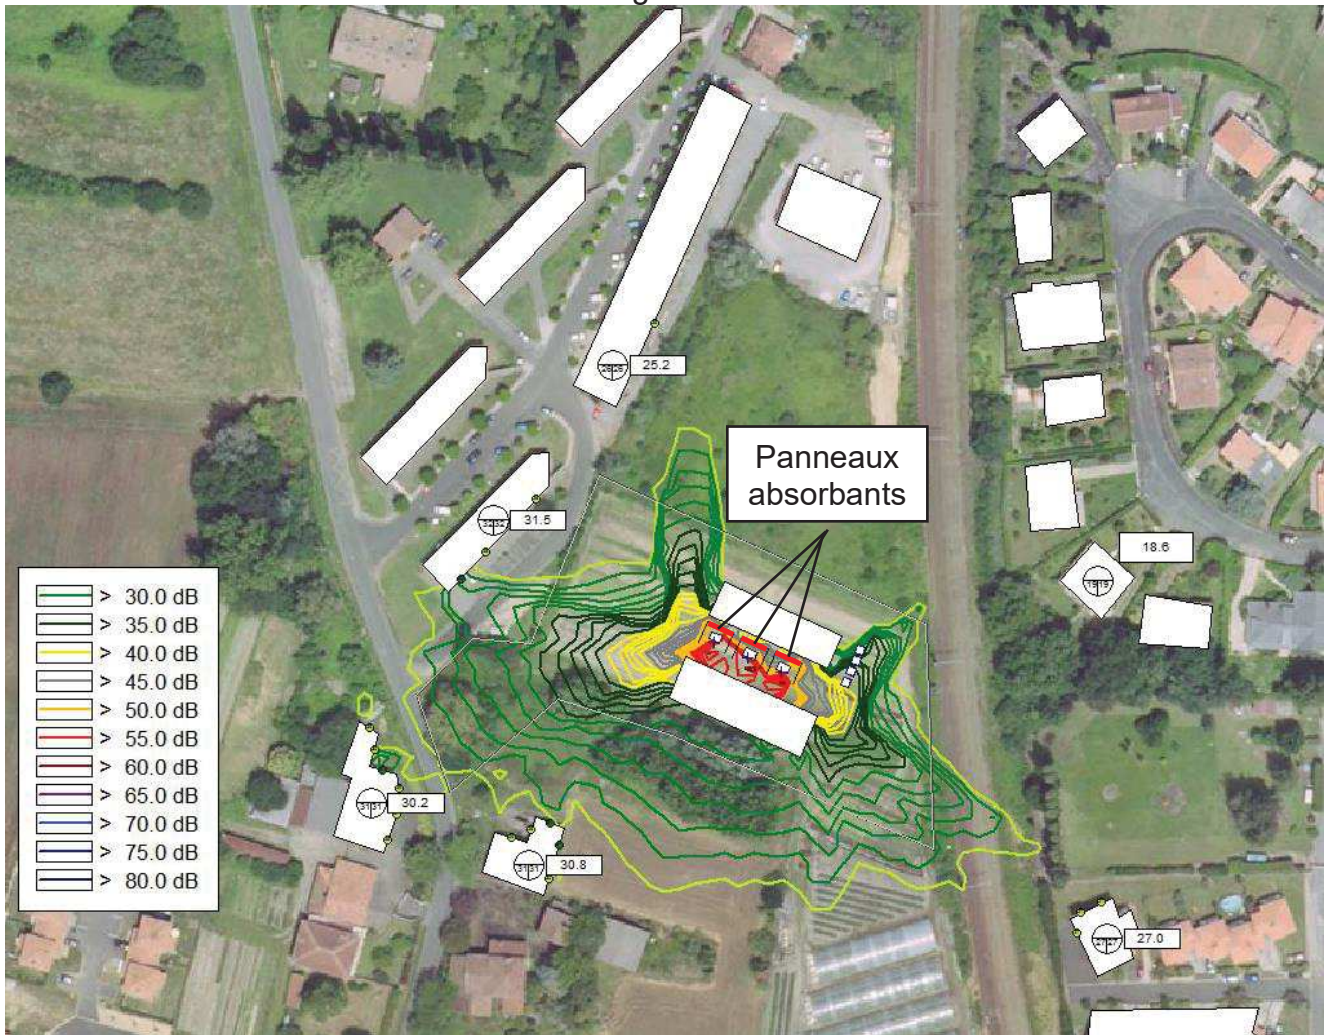 25.2
Panneaux
absorbants
31.5
18.6
> 30.0 dB
> 35.0 dB
> 40.0 dB
> 45.0 dB
> 50.0 dB
> 55.0 dB
> 60.0 dB
> 65.0 dB
> 70.0 dB
> 75.0 dB
> 80.0 dB
30.2
30.8
27.0